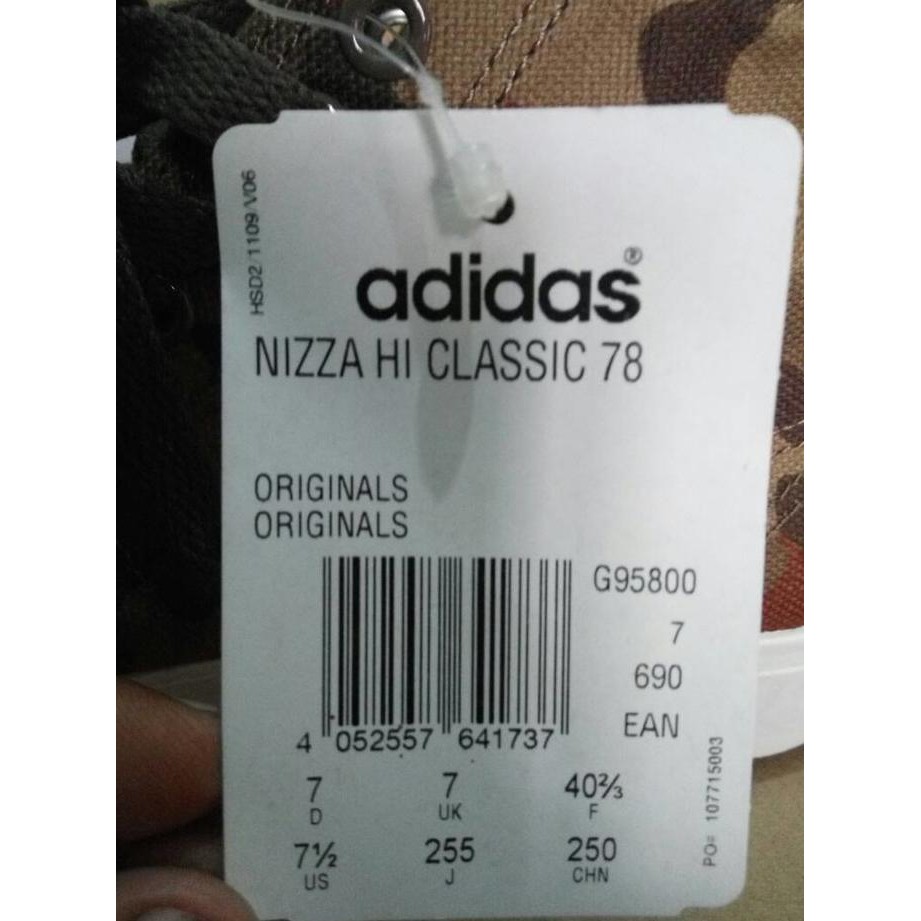 HSD2/1109/V06
adidas®
NIZZA HI CLASSIC 78
ORIGINALS
ORIGINALS
G95800
7
690
EAN
4 052557 641737
7 7 40⅔
D UK F
7½ 255 250
US J CHN
PO# 107715003